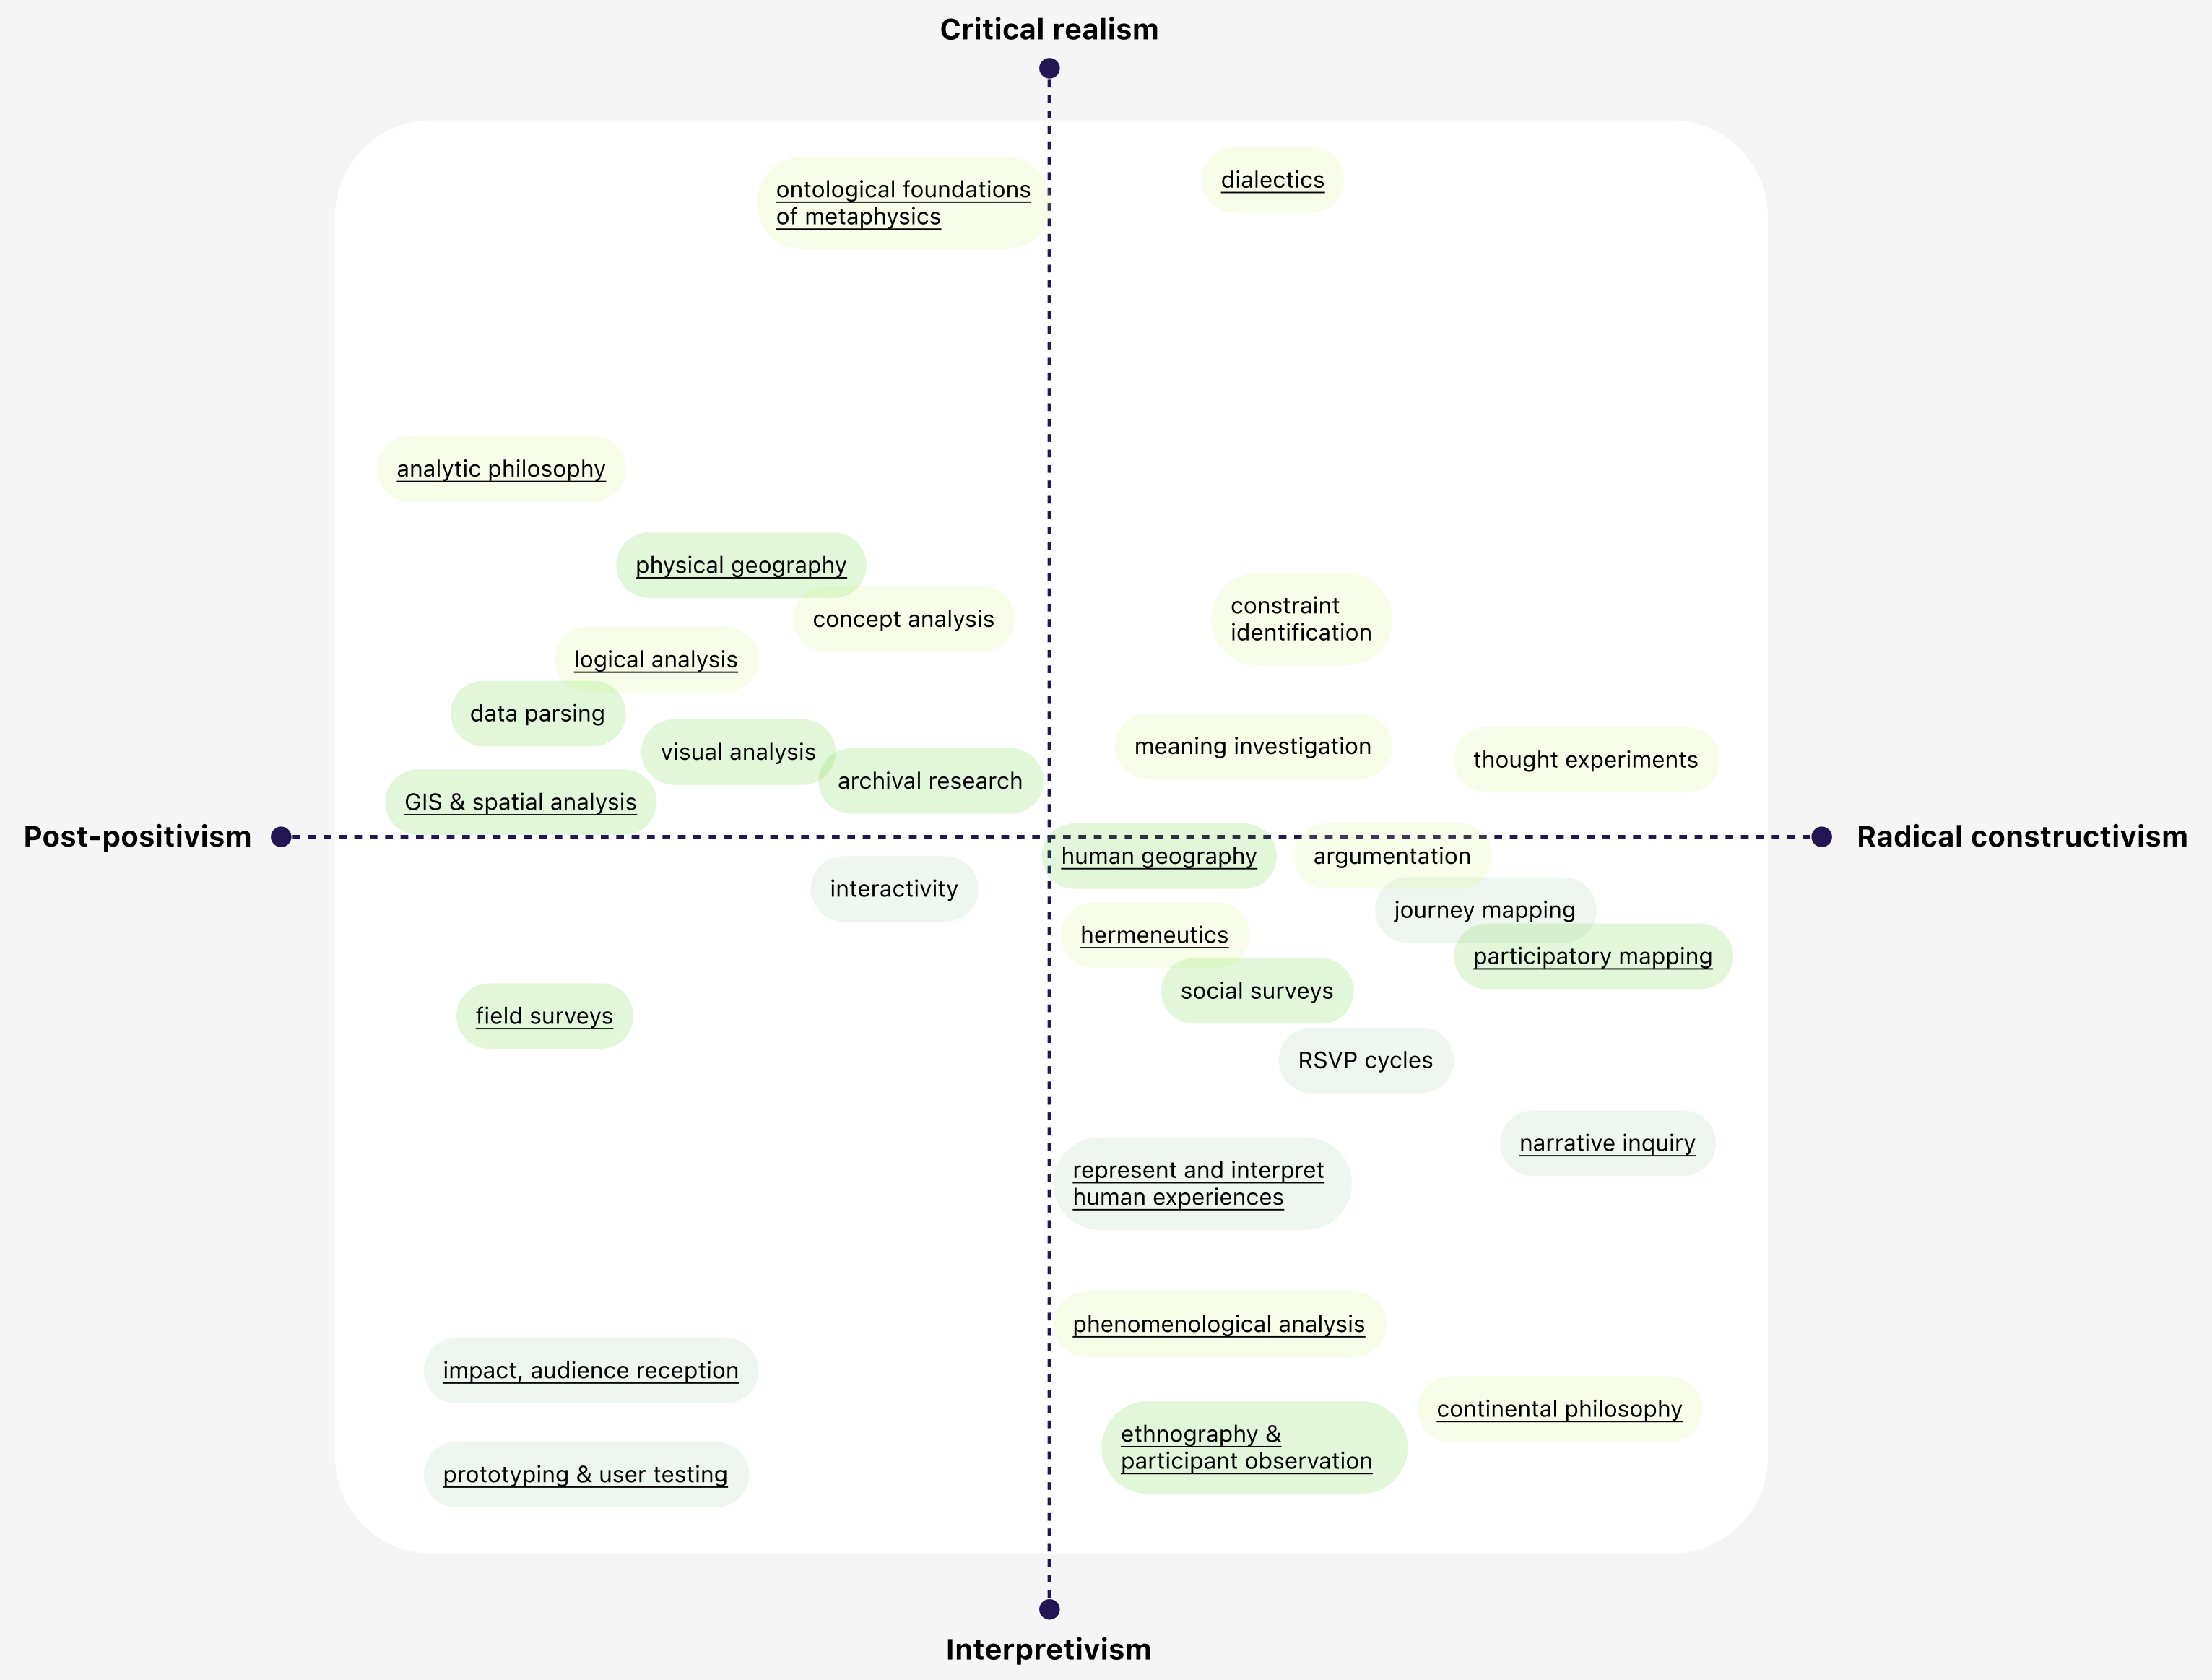 Critical realism
dialectics
ontological foundations
of metaphysics
analytic philosophy
physical geography
concept analysis
constraint
identification
logical analysis
data parsing
visual analysis
meaning investigation
thought experiments
archival research
GIS & spatial analysis
Post-positivism
Radical constructivism
human geography
argumentation
interactivity
journey mapping
hermeneutics
participatory mapping
social surveys
field surveys
RSVP cycles
narrative inquiry
represent and interpret
human experiences
phenomenological analysis
impact, audience reception
continental philosophy
ethnography &
participant observation
prototyping & user testing
Interpretivism